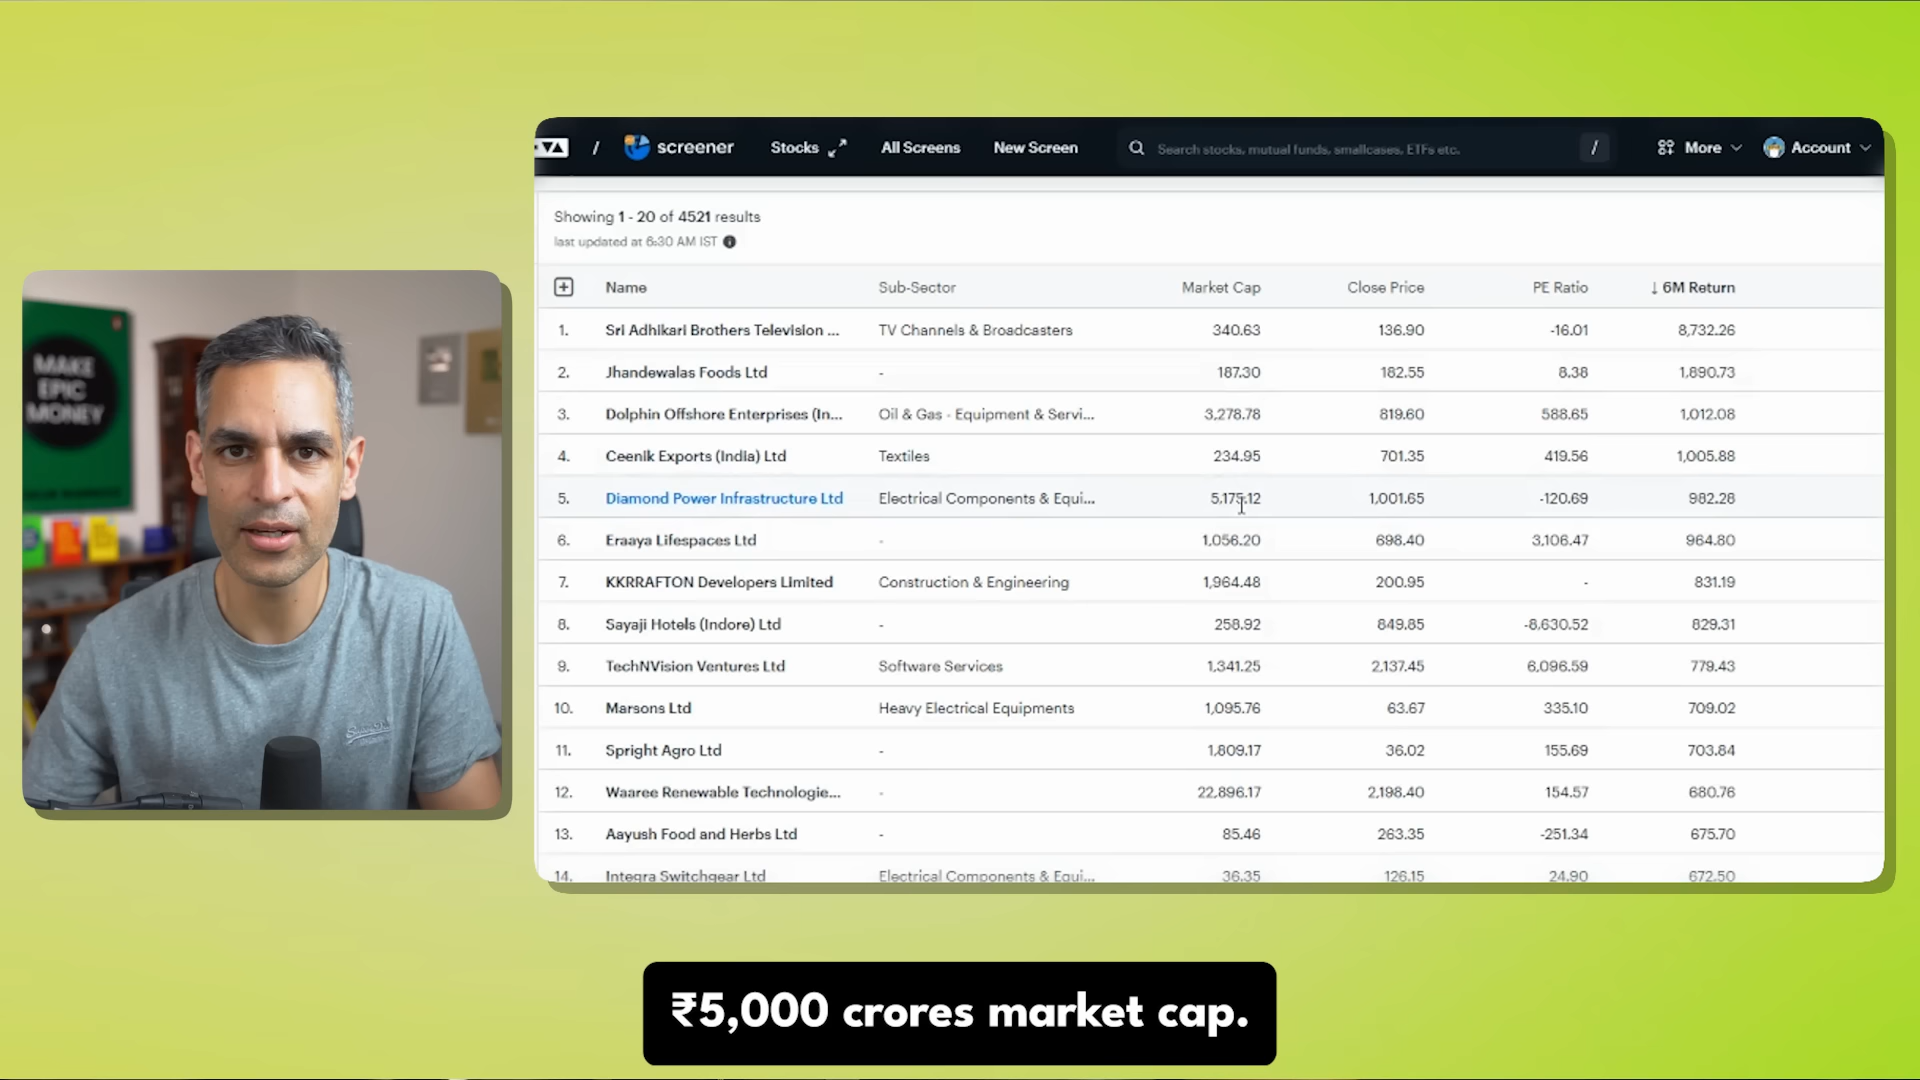 MAKE
EPIC
MONEY
/ screener Stocks All Screens New Screen Search stocks, mutual funds, smallcases, ETFs etc. / More Account
Showing 1 - 20 of 4521 results
last updated at 6:30 AM IST
Name Sub-Sector Market Cap Close Price PE Ratio ↓ 6M Return
1. Sri Adhikari Brothers Television ... TV Channels & Broadcasters 340.63 136.90 -16.01 8,732.26
2. Jhandewalas Foods Ltd - 187.30 182.55 8.38 1,890.73
3. Dolphin Offshore Enterprises (In... Oil & Gas - Equipment & Servi... 3,278.78 819.60 588.65 1,012.08
4. Ceenik Exports (India) Ltd Textiles 234.95 701.35 419.56 1,005.88
5. Diamond Power Infrastructure Ltd Electrical Components & Equi... 5,175.12 1,001.65 -120.69 982.28
6. Eraaya Lifespaces Ltd - 1,056.20 698.40 3,106.47 964.80
7. KKRRAFTON Developers Limited Construction & Engineering 1,964.48 200.95 - 831.19
8. Sayaji Hotels (Indore) Ltd - 258.92 849.85 -8,630.52 829.31
9. TechNVision Ventures Ltd Software Services 1,341.25 2,137.45 6,096.59 779.43
10. Marsons Ltd Heavy Electrical Equipments 1,095.76 63.67 335.10 709.02
11. Spright Agro Ltd - 1,809.17 36.02 155.69 703.84
12. Waaree Renewable Technologie... - 22,896.17 2,198.40 154.57 680.76
13. Aayush Food and Herbs Ltd - 85.46 263.35 -251.34 675.70
14. Integra Switchgear Ltd Electrical Components & Equi... 36.35 126.15 24.90 672.50
₹5,000 crores market cap.